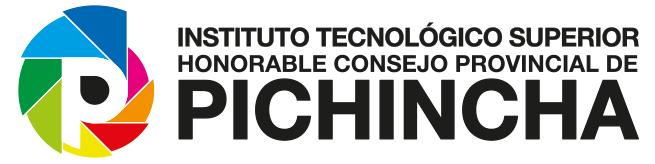 P
INSTITUTO TECNOLÓGICO SUPERIOR
HONORABLE CONSEJO PROVINCIAL DE
PICHINCHA